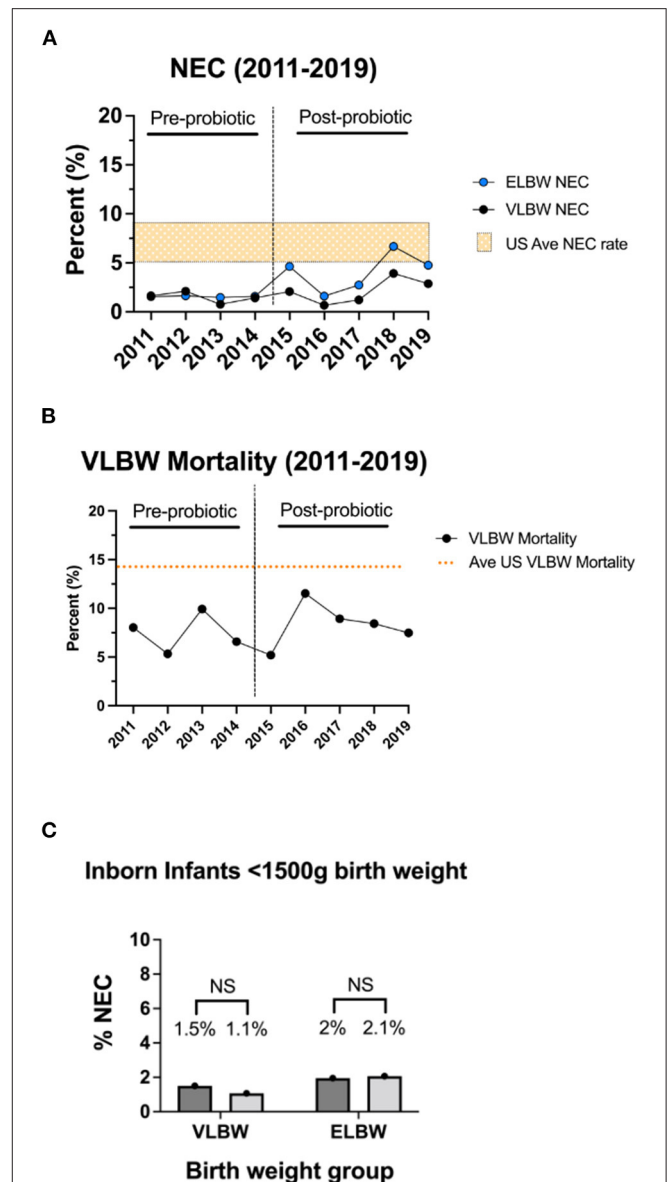 A
NEC (2011-2019)
Pre-probiotic
Post-probiotic
Percent (%)
20
15
10
5
0
2011
2012
2013
2014
2015
2016
2017
2018
2019
ELBW NEC
VLBW NEC
US Ave NEC rate
B
VLBW Mortality (2011-2019)
Pre-probiotic
Post-probiotic
Percent (%)
20
15
10
5
0
2011
2012
2013
2014
2015
2016
2017
2018
2019
VLBW Mortality
Ave US VLBW Mortality
C
Inborn Infants <1500g birth weight
% NEC
10
8
6
4
2
0
NS
1.5% 1.1%
NS
2% 2.1%
VLBW
ELBW
Birth weight group